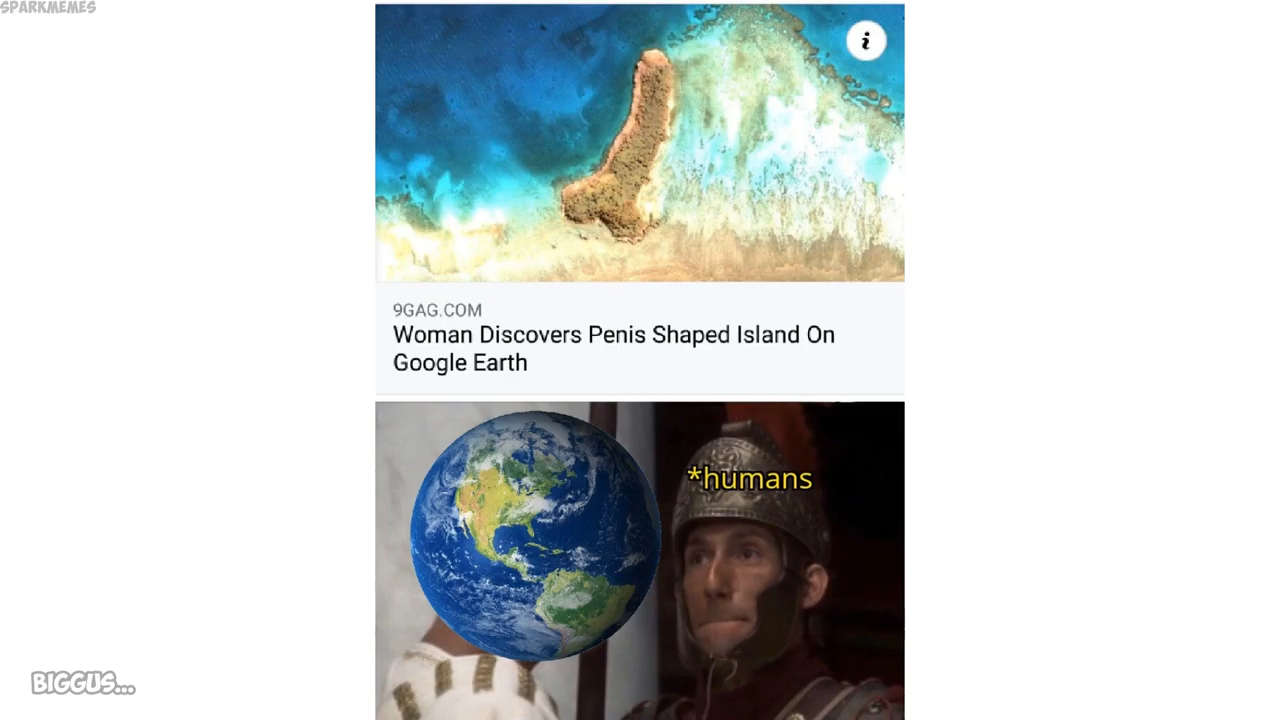 SPARKMEMES
i
9GAG.COM
Woman Discovers Penis Shaped Island On
Google Earth
*humans
BIGGUS...